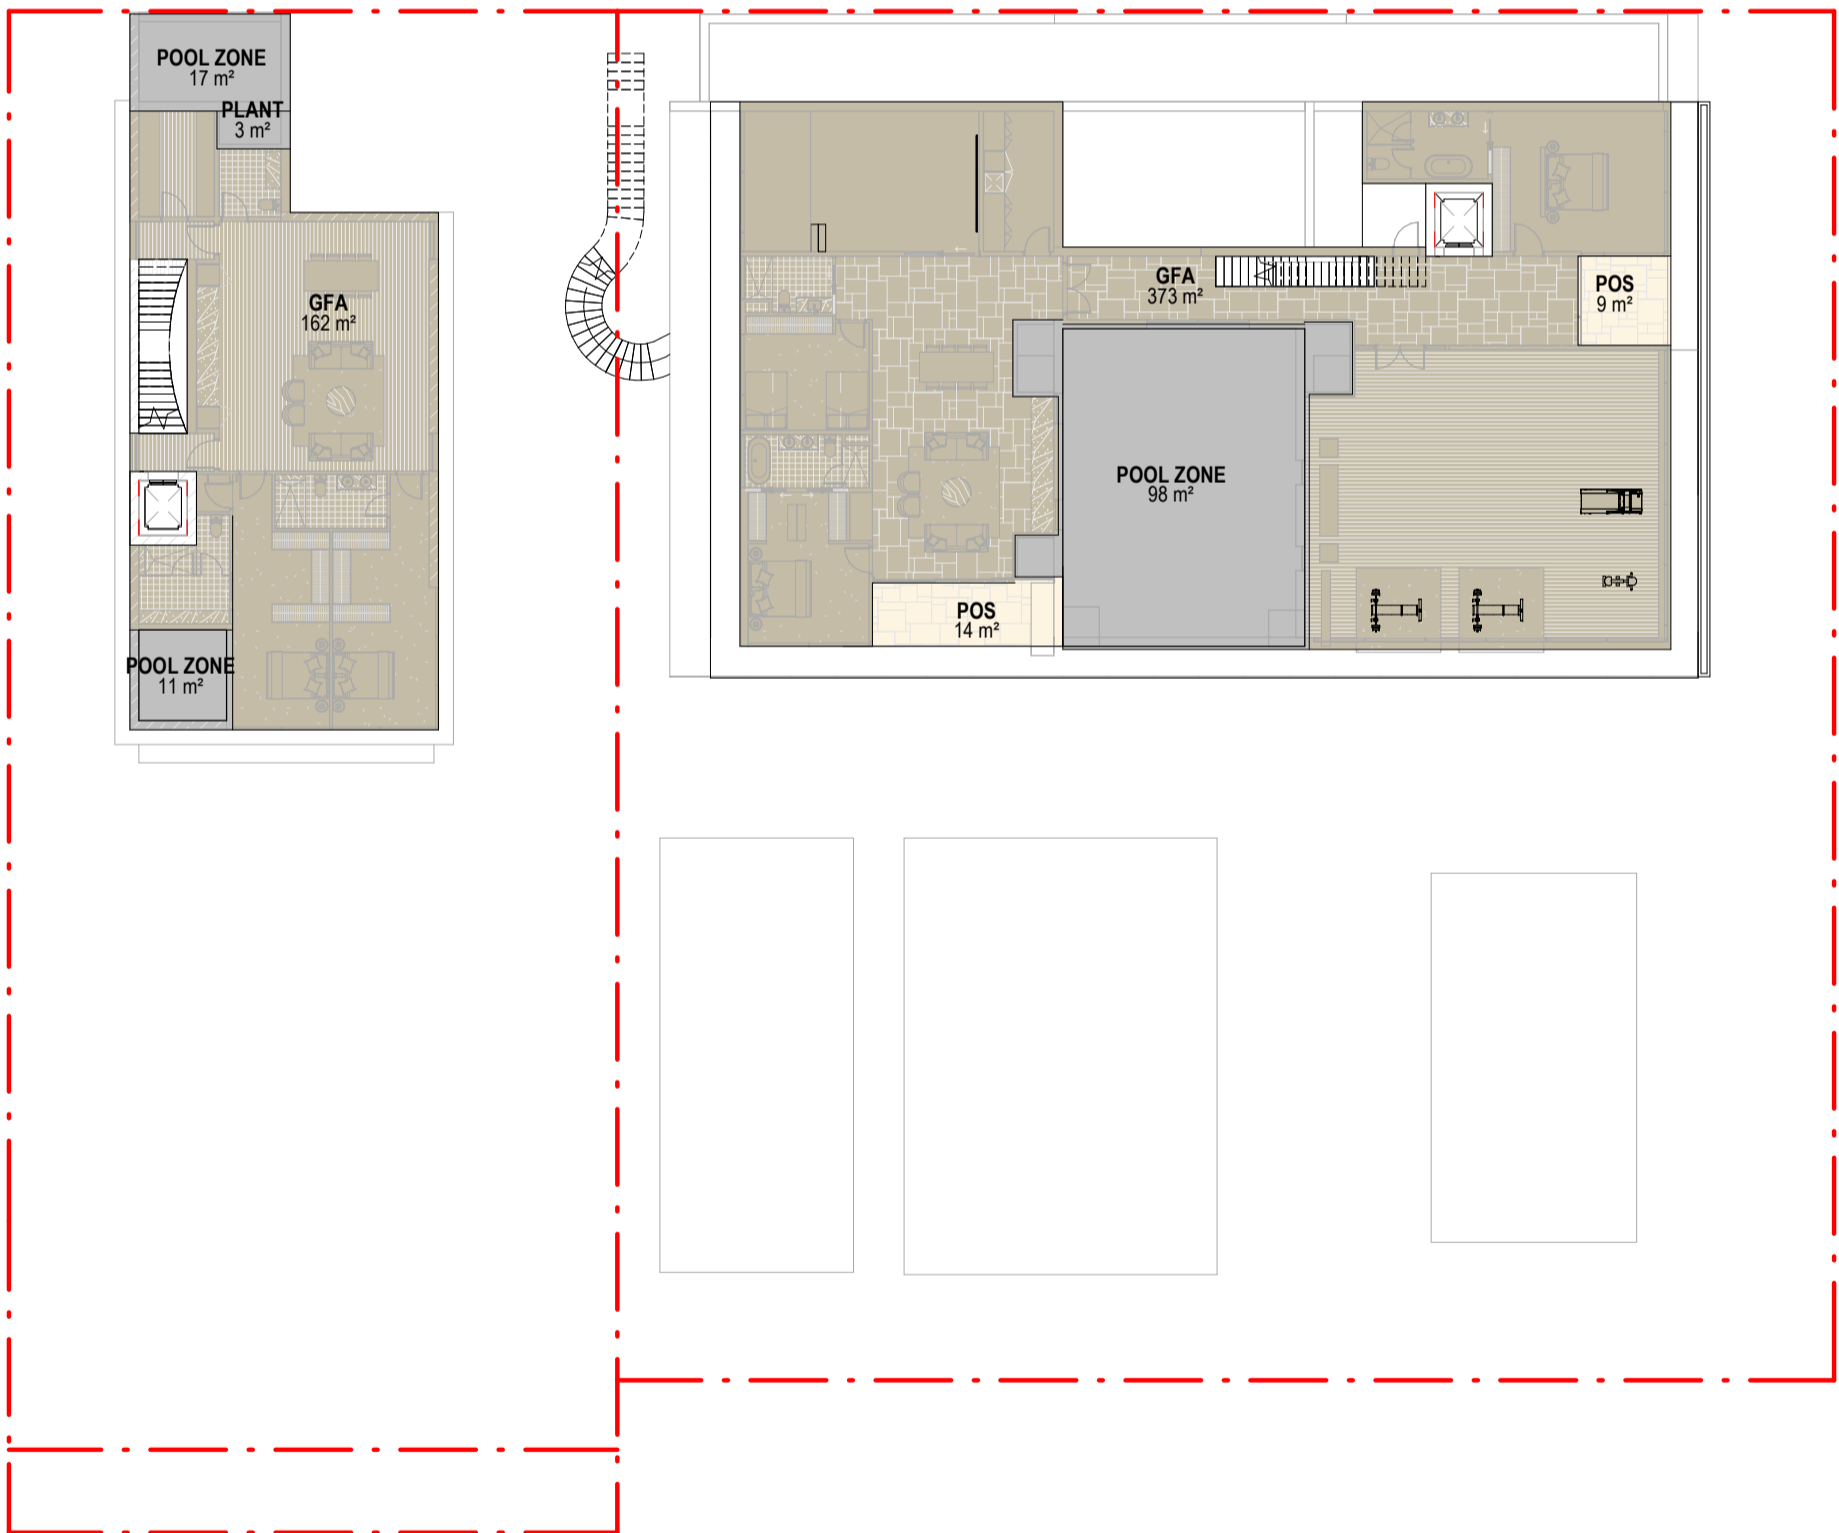 POOL ZONE
17 m²
PLANT
3 m²
GFA
162 m²
POOL ZONE
11 m²
GFA
373 m²
POS
9 m²
POOL ZONE
98 m²
POS
14 m²